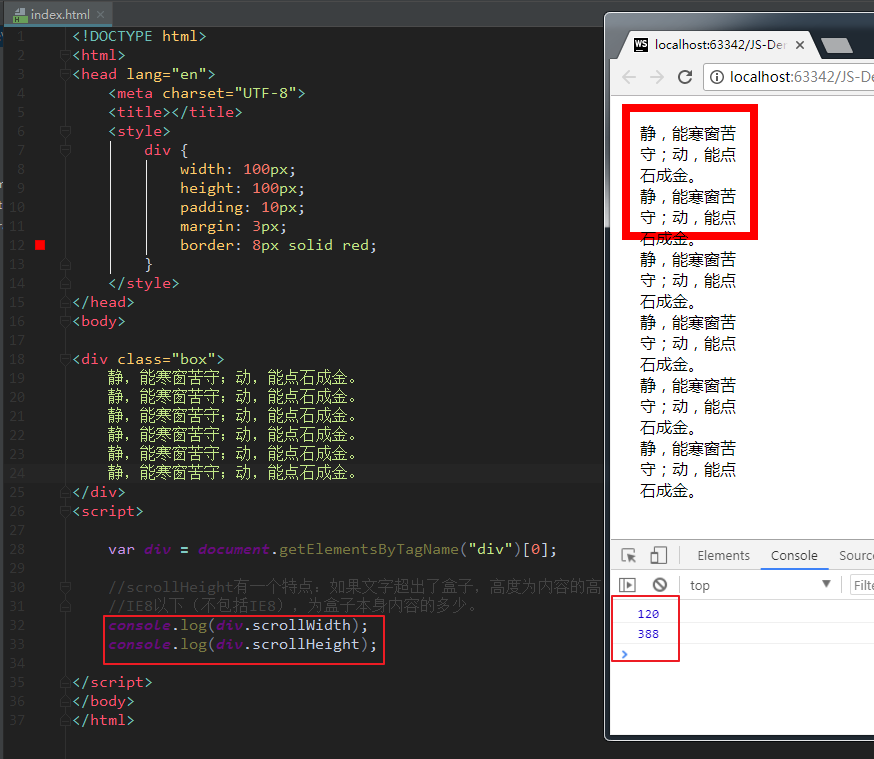 index.html
1 <!DOCTYPE html>
2 <html>
3 <head lang="en">
4 <meta charset="UTF-8">
5 <title></title>
6 <style>
7 div {
8 width: 100px;
9 height: 100px;
10 padding: 10px;
11 margin: 3px;
12 border: 8px solid red;
13 }
14 </style>
15 </head>
16 <body>
17
18 <div class="box">
19 静，能寒窗苦守；动，能点石成金。
20 静，能寒窗苦守；动，能点石成金。
21 静，能寒窗苦守；动，能点石成金。
22 静，能寒窗苦守；动，能点石成金。
23 静，能寒窗苦守；动，能点石成金。
24 静，能寒窗苦守；动，能点石成金。
25 </div>
26 <script>
27
28 var div = document.getElementsByTagName("div")[0];
29
30 //scrollHeight有一个特点：如果文字超出了盒子，高度为内容的高
31 //IE8以下（不包括IE8），为盒子本身内容的多少。
32 console.log(div.scrollWidth);
33 console.log(div.scrollHeight);
34
35 </script>
36 </body>
37 </html>
WS localhost:63342/JS-De
localhost:63342/JS-De
静，能寒窗苦
守；动，能点
石成金。
静，能寒窗苦
守；动，能点
石成金。
静，能寒窗苦
守；动，能点
石成金。
静，能寒窗苦
守；动，能点
石成金。
静，能寒窗苦
守；动，能点
石成金。
静，能寒窗苦
守；动，能点
石成金。
Elements Console Sourc
top Filte
120
388